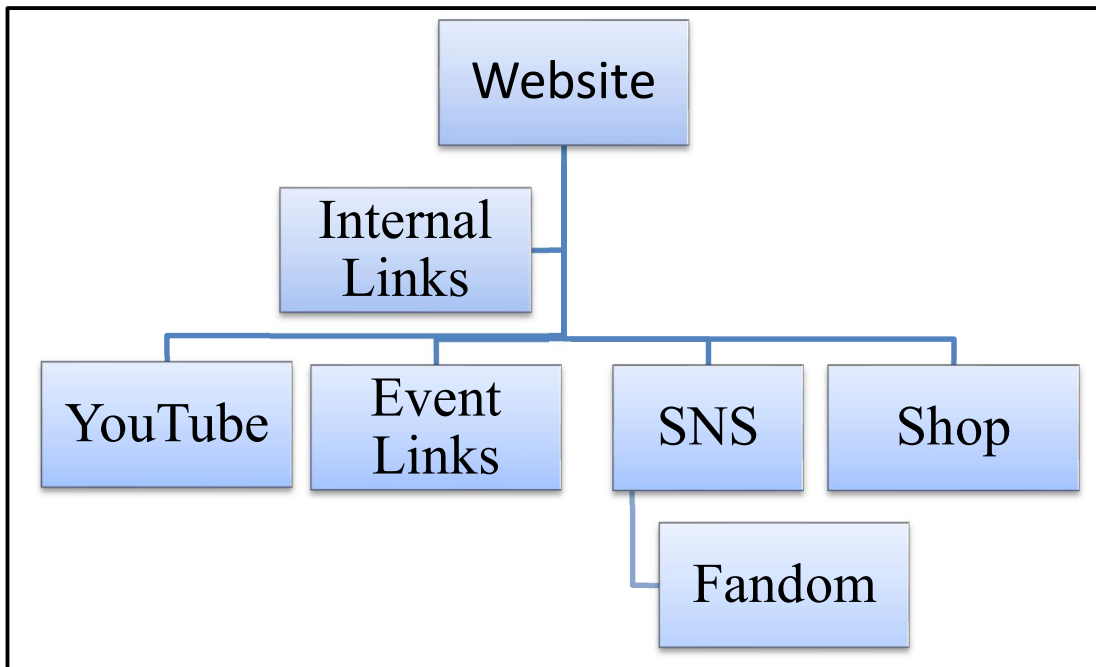 Website
Internal
Links
YouTube
Event
Links
SNS
Shop
Fandom